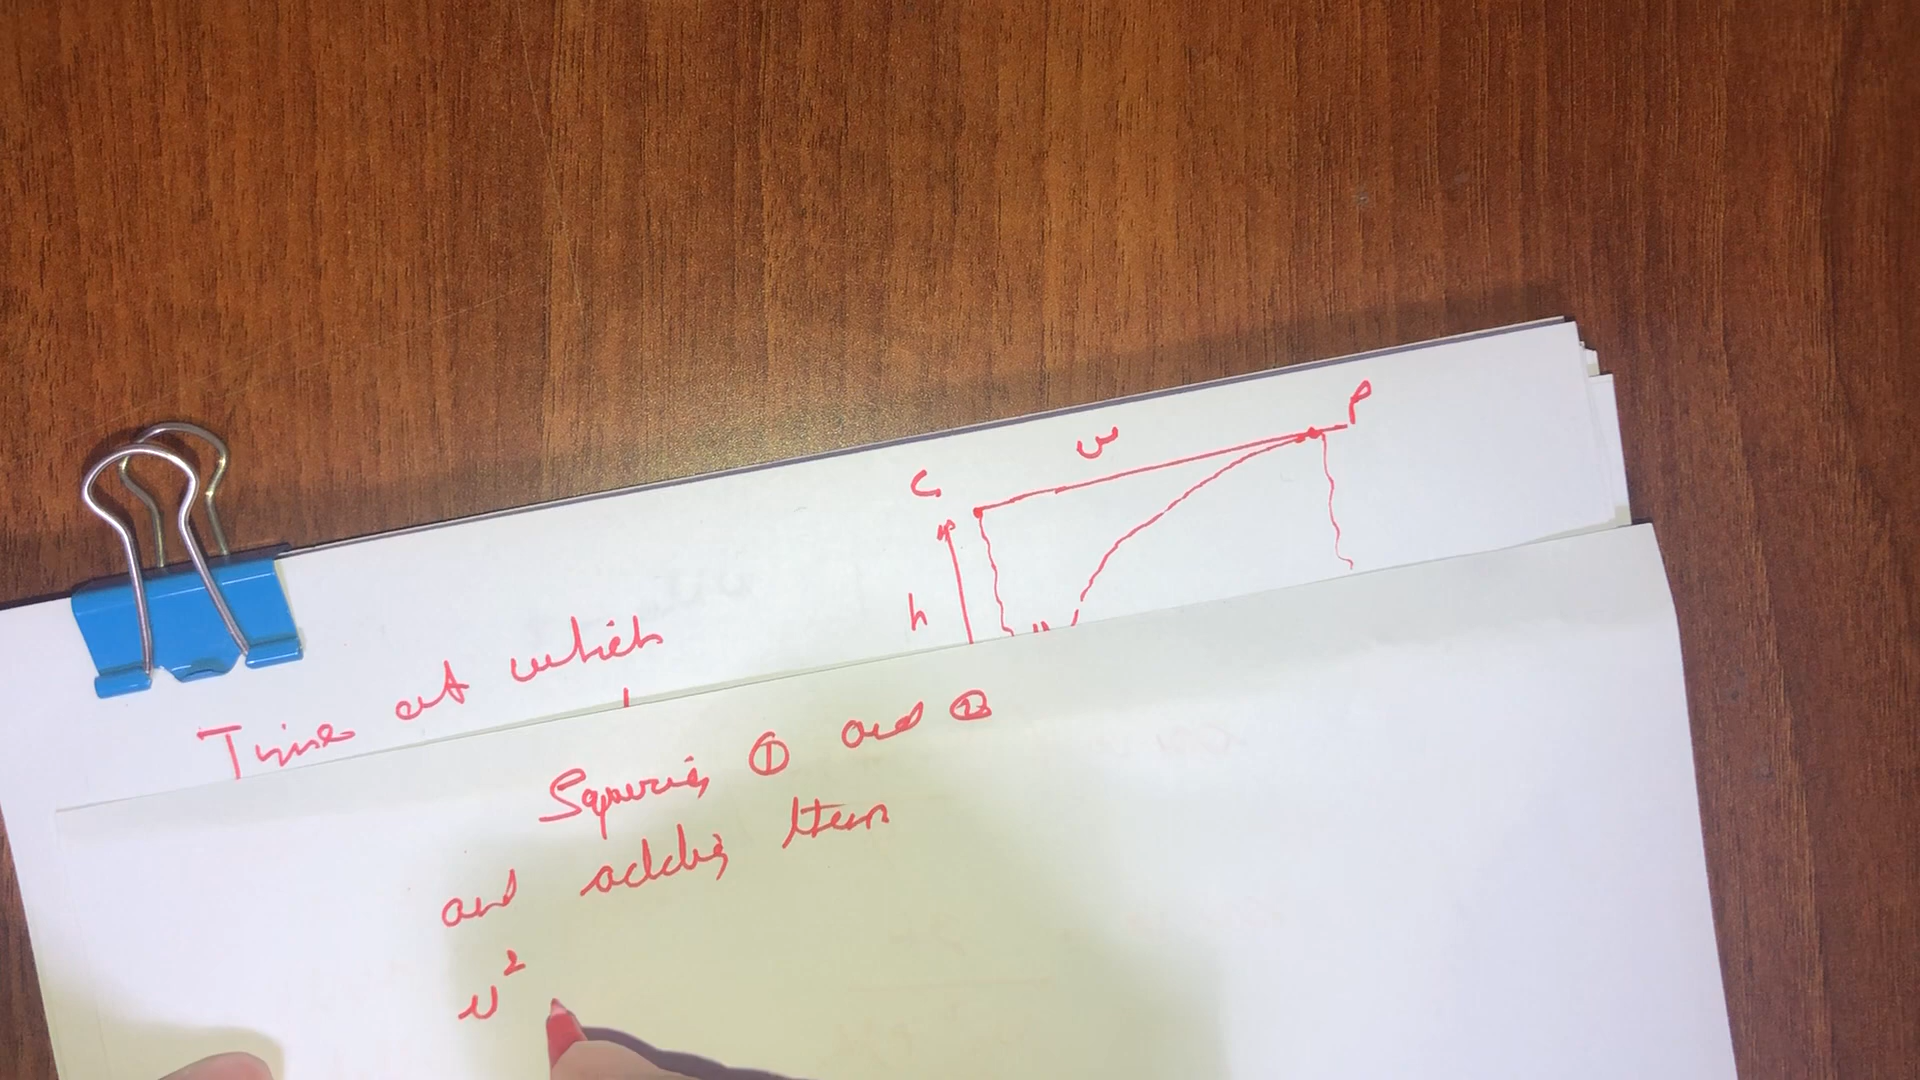 P
u
C
h
Time at which
Squaring ① and ②
and adding them
u²